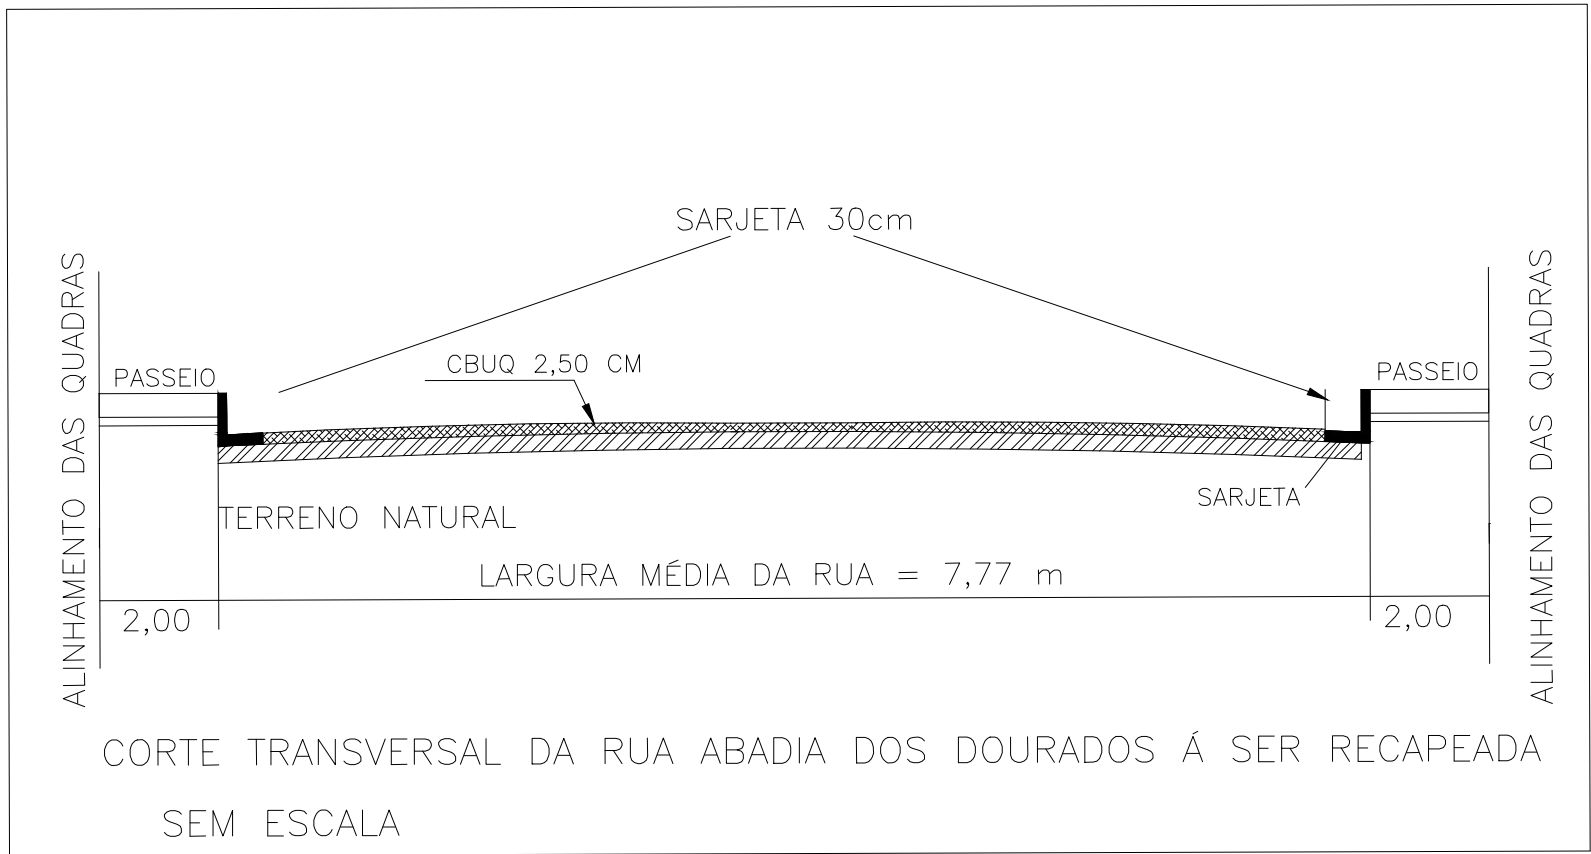 SARJETA 30cm
CBUQ 2,50 CM
PASSEIO
PASSEIO
ALINHAMENTO DAS QUADRAS
ALINHAMENTO DAS QUADRAS
SARJETA
TERRENO NATURAL
LARGURA MÉDIA DA RUA = 7,77 m
2,00
2,00
CORTE TRANSVERSAL DA RUA ABADIA DOS DOURADOS Á SER RECAPEADA
SEM ESCALA